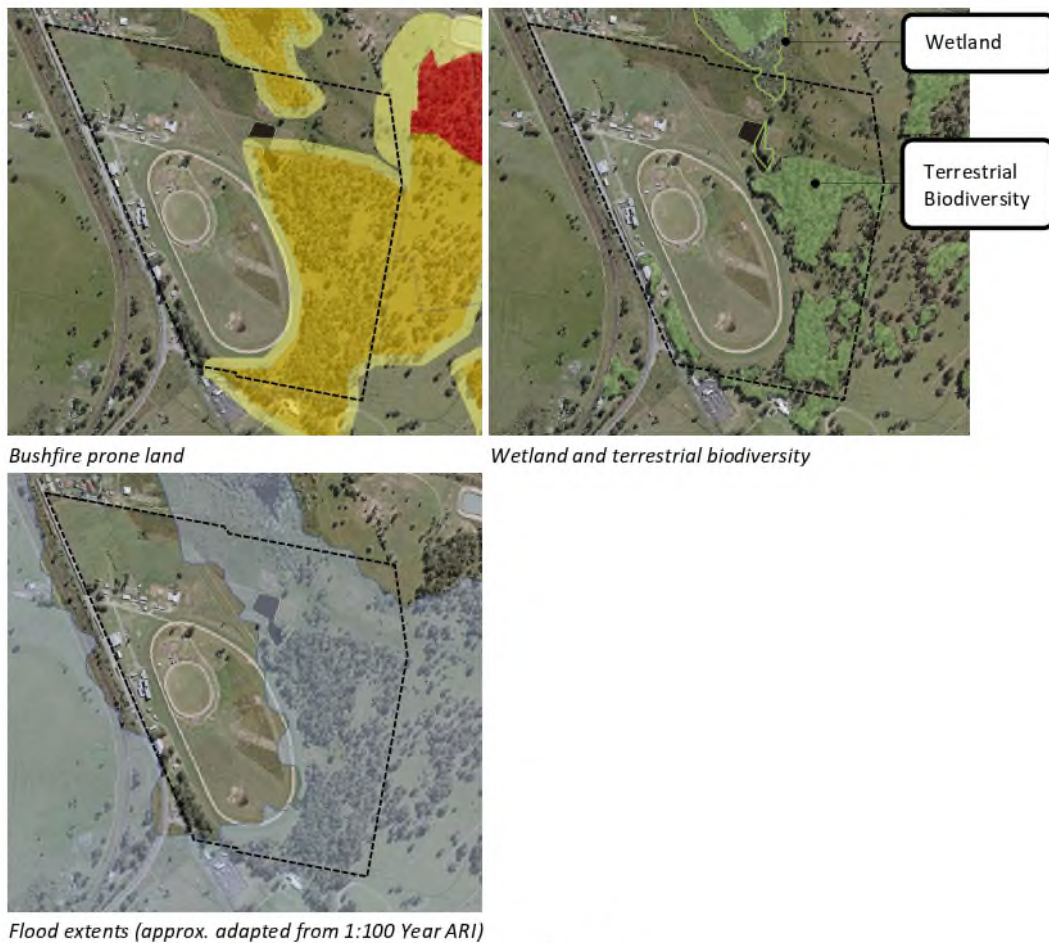 Wetland
Terrestrial
Biodiversity
Bushfire prone land
Wetland and terrestrial biodiversity
Flood extents (approx. adapted from 1:100 Year ARI)